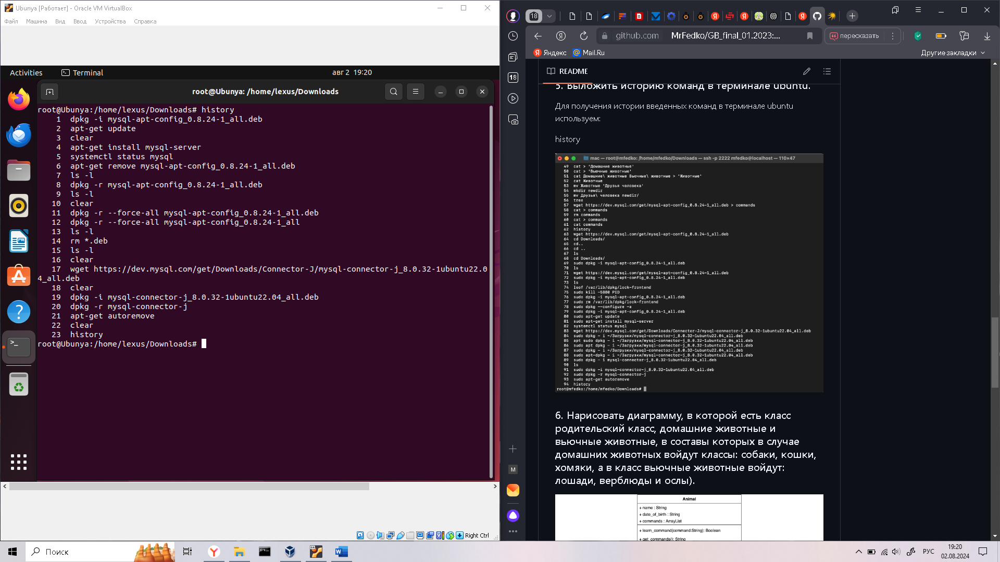 Ubunya [Работает] - Oracle VM VirtualBox
Файл Машина Вид Ввод Устройства Справка
Activities Terminal авг 2 19:20
root@Ubunya: /home/lexus/Downloads
root@Ubunya:/home/lexus/Downloads# history
1 dpkg -i mysql-apt-config_0.8.24-1_all.deb
2 apt-get update
3 clear
4 apt-get install mysql-server
5 systemctl status mysql
6 apt-get remove mysql-apt-config_0.8.24-1_all.deb
7 ls -l
8 dpkg -r mysql-apt-config_0.8.24-1_all.deb
9 ls -l
10 clear
11 dpkg -r --force-all mysql-apt-config_0.8.24-1_all.deb
12 dpkg -r --force-all mysql-apt-config_0.8.24-1_all
13 ls -l
14 rm *.deb
15 ls -l
16 clear
17 wget https://dev.mysql.com/get/Downloads/Connector-J/mysql-connector-j_8.0.32-1ubuntu22.0
4_all.deb
18 clear
19 dpkg -i mysql-connector-j_8.0.32-1ubuntu22.04_all.deb
20 dpkg -r mysql-connector-j
21 apt-get autoremove
22 clear
23 history
root@Ubunya:/home/lexus/Downloads#
Right Ctrl
18
github.com MrFedko/GB_final_01.2023:... пересказать
Яндекс Mail.Ru Другие закладки
18
M
README
5. Выложить историю команд в терминале ubuntu.
Для получения истории введенных команд в терминале ubuntu
используем:
history
mac — root@mfedko: /home/mfedko/Downloads — ssh -p 2222 mfedko@localhost — 110×47
49 cat > 'Домашние животные'
50 cat > 'Вьючные животные'
51 cat Домашние\ животные Вьючные\ животные > 'Животные'
52 cat Животные
53 mv Животные 'Друзья человека'
54 mkdir newdir
55 mv Друзья\ человека newdir/
56 tree
57 wget https://dev.mysql.com/get/mysql-apt-config_0.8.24-1_all.deb > commands
58 cat > commands
59 rm commands
60 cat > commands
61 cat commands
62 history
63 wget https://dev.mysql.com/get/mysql-apt-config_0.8.24-1_all.deb
64 cd Downloads/
65 cd..
66 cd ..
67 ls
68 cd Downloads/
69 sudo dpkg -i mysql-apt-config_0.8.24-1_all.deb
70 ls
71 wget https://dev.mysql.com/get/mysql-apt-config_0.8.24-1_all.deb
72 sudo dpkg -i mysql-apt-config_0.8.24-1_all.deb
73 ls
74 lsof /var/lib/dpkg/lock-frontend
75 sudo kill -5880 PID
76 sudo dpkg -i mysql-apt-config_0.8.24-1_all.deb
77 sudo rm /var/lib/dpkg/lock-frontend
78 sudo dpkg --configure -a
79 sudo dpkg -i mysql-apt-config_0.8.24-1_all.deb
80 sudo apt-get update
81 sudo apt-get install mysql-server
82 systemctl status mysql
83 wget https://dev.mysql.com/get/Downloads/Connector-J/mysql-connector-j_8.0.32-1ubuntu22.04_all.deb
84 sudo dpkg – i ~/Загрузки/mysql-connector-j_8.0.32-1ubuntu22.04_all.deb
85 apt sudo dpkg – i ~/Загрузки/mysql-connector-j_8.0.32-1ubuntu22.04_all.deb
86 sudo apt dpkg – i ~/Загрузки/mysql-connector-j_8.0.32-1ubuntu22.04_all.deb
87 sudo dpkg – i ~/Загрузки/mysql-connector-j_8.0.32-1ubuntu22.04_all.deb
88 sudo apt-dpkg – i ~/Загрузки/mysql-connector-j_8.0.32-1ubuntu22.04_all.deb
89 sudo dpkg – i mysql-connector-j_8.0.32-1ubuntu22.04_all.deb
90 ls
91 sudo dpkg -i mysql-connector-j_8.0.32-1ubuntu22.04_all.deb
92 sudo dpkg -r mysql-connector-j
93 sudo apt-get autoremove
94 history
root@mfedko:/home/mfedko/Downloads#
6. Нарисовать диаграмму, в которой есть класс
родительский класс, домашние животные и
вьючные животные, в составы которых в случае
домашних животных войдут классы: собаки, кошки,
хомяки, а в класс вьючные животные войдут:
лошади, верблюды и ослы).
Animal
+ name : String
+ date_of_birth : String
+ commands : ArrayList
+ learn_command(command:String): Boolean
+ get_commands(): String
Поиск
РУС
19:20
02.08.2024